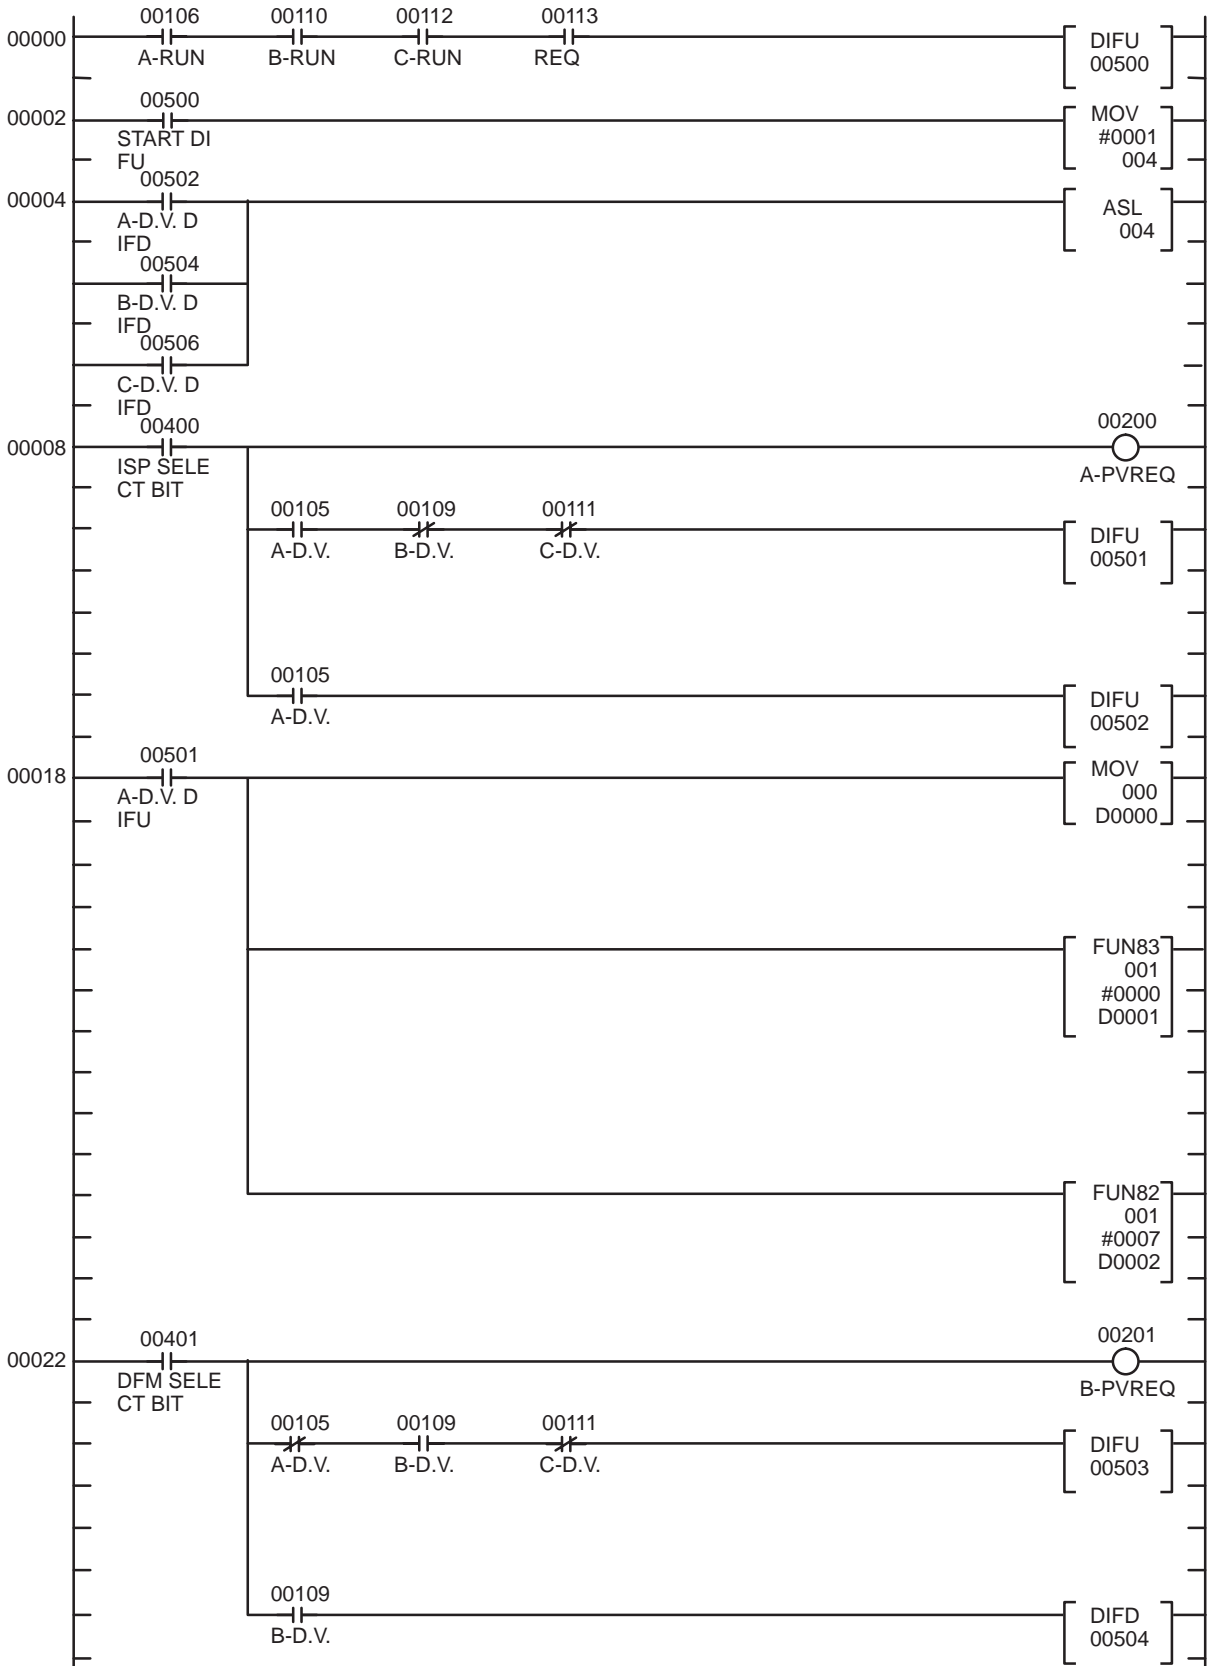 00106 00110 00112 00113
00000 DIFU
A-RUN B-RUN C-RUN REQ 00500
00500
00002 MOV
START DI #0001
FU 004
00502
00004 ASL
A-D.V. D 004
IFD
00504
B-D.V. D
IFD
00506
C-D.V. D
IFD
00400 00200
00008
ISP SELE A-PVREQ
CT BIT
00105 00109 00111
DIFU
A-D.V. B-D.V. C-D.V. 00501
00105
DIFU
A-D.V. 00502
00501
00018 MOV
A-D.V. D 000
IFU D0000
FUN83
001
#0000
D0001
FUN82
001
#0007
D0002
00401 00201
00022
DFM SELE B-PVREQ
CT BIT
00105 00109 00111
DIFU
A-D.V. B-D.V. C-D.V. 00503
00109
DIFD
B-D.V. 00504